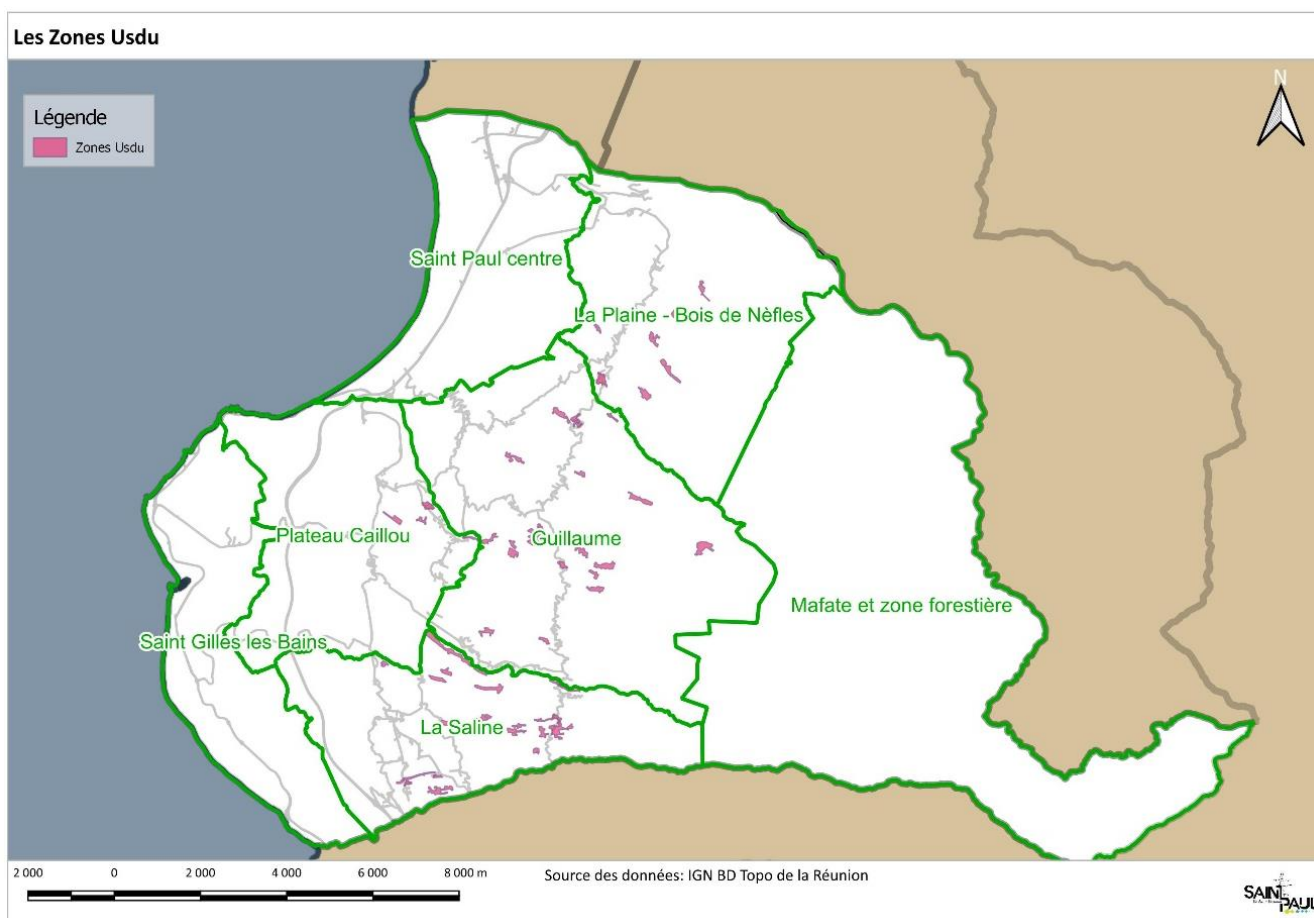 Les Zones Usdu
Légende
Zones Usdu
N
Saint Paul centre
La Plaine - Bois de Nèfles
Plateau Caillou
Guillaume
Mafate et zone forestière
Saint Gilles les Bains
La Saline
2 000 0 2 000 4 000 6 000 8 000 m
Source des données: IGN BD Topo de la Réunion
SAINT
PAUL